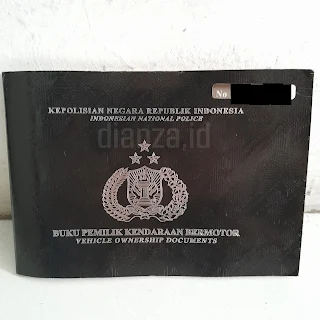 No
KEPOLISIAN NEGARA REPUBLIK INDONESIA
INDONESIAN NATIONAL POLICE
dianza.id
BUKU PEMILIK KENDARAAN BERMOTOR
VEHICLE OWNERSHIP DOCUMENTS